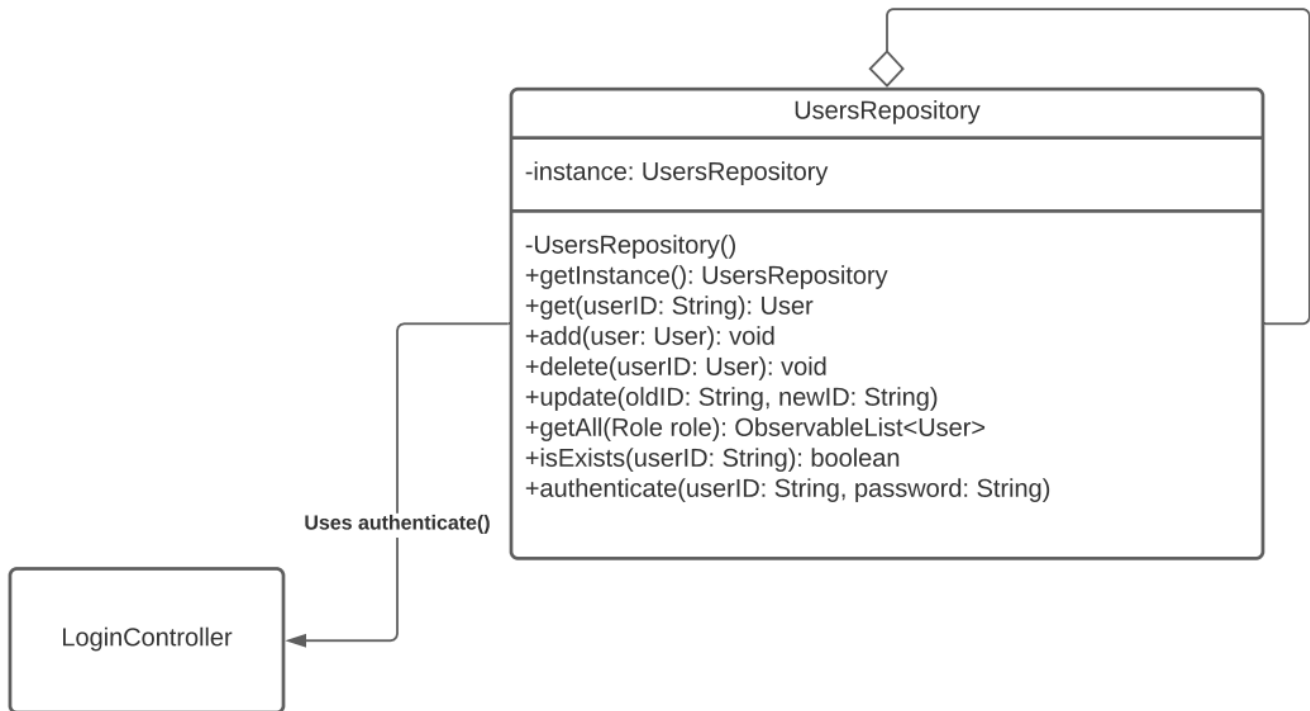 UsersRepository
-instance: UsersRepository
-UsersRepository()
+getInstance(): UsersRepository
+get(userID: String): User
+add(user: User): void
+delete(userID: User): void
+update(oldID: String, newID: String)
+getAll(Role role): ObservableList<User>
+isExists(userID: String): boolean
+authenticate(userID: String, password: String)
Uses authenticate()
LoginController